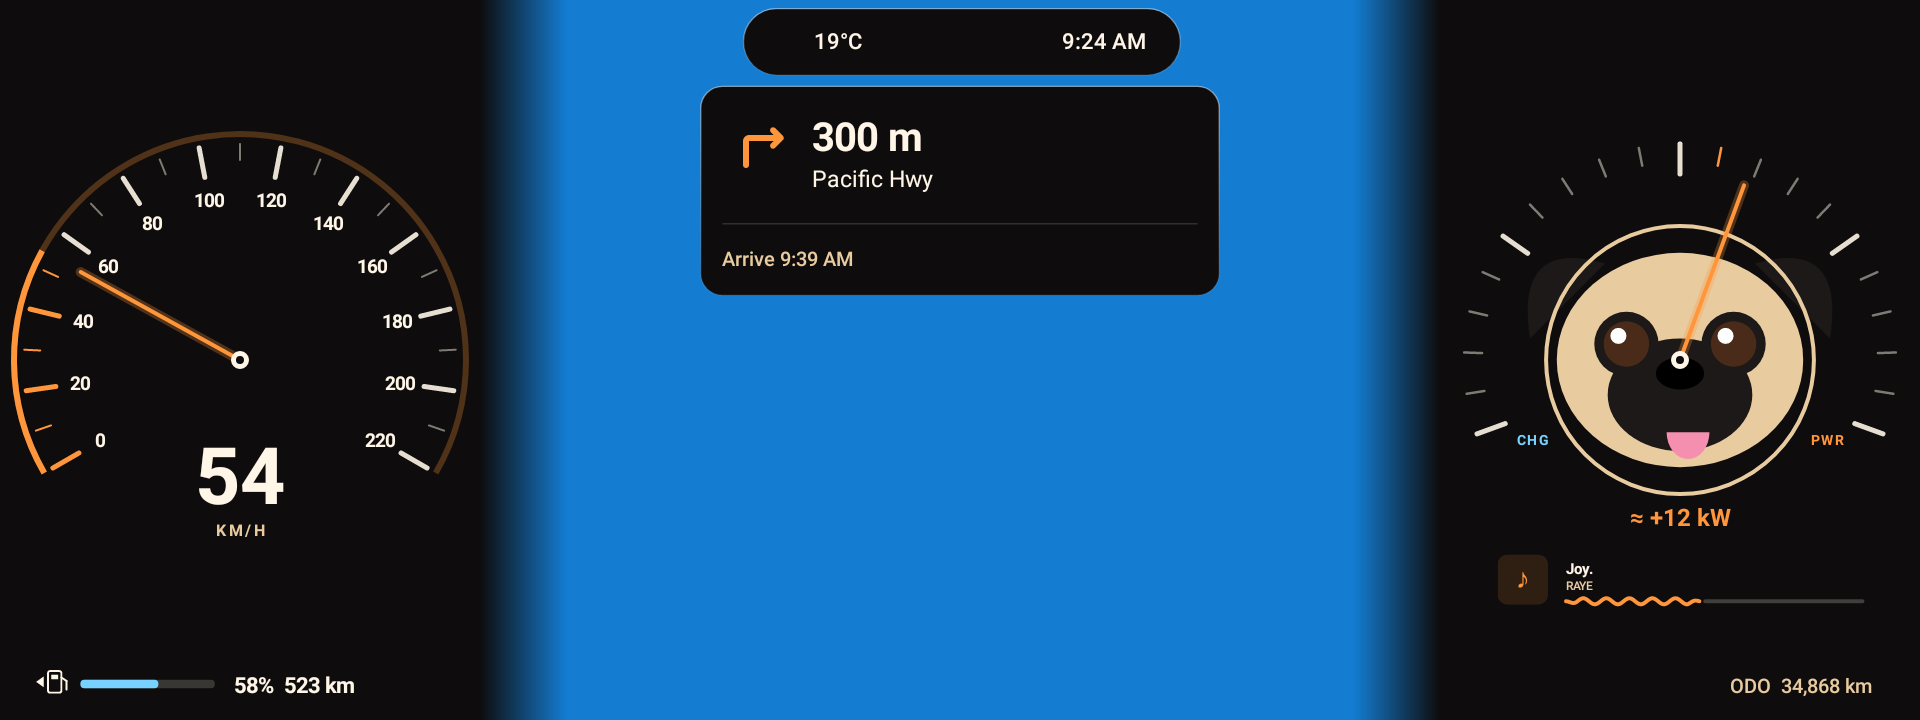 19°C 9:24 AM
300 m
Pacific Hwy
Arrive 9:39 AM
0
20
40
60
80
100
120
140
160
180
200
220
54
KM/H
58% 523 km
CHG
PWR
≈ +12 kW
♪
Joy.
RAYE
ODO 34,868 km